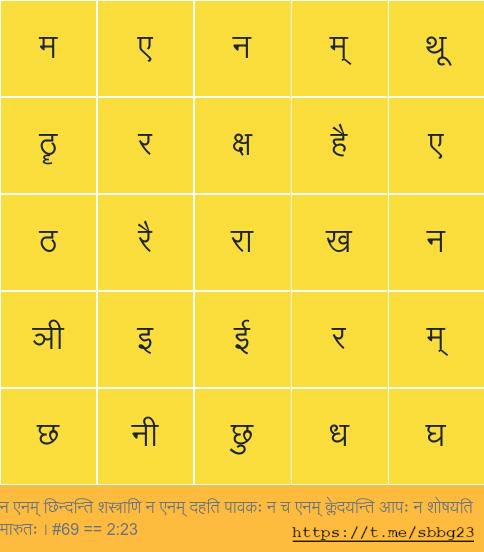 म ए न म् थू
ठॄ र क्ष है ए
ठ रै रा ख न
ञी इ ई र म्
छ नी छु ध घ
न एनम् छिन्दन्ति शस्त्राणि न एनम् दहति पावकः न च एनम् क्लेदयन्ति आपः न शोषयति
मारुतः । #69 == 2:23 https://t.me/sbbg23